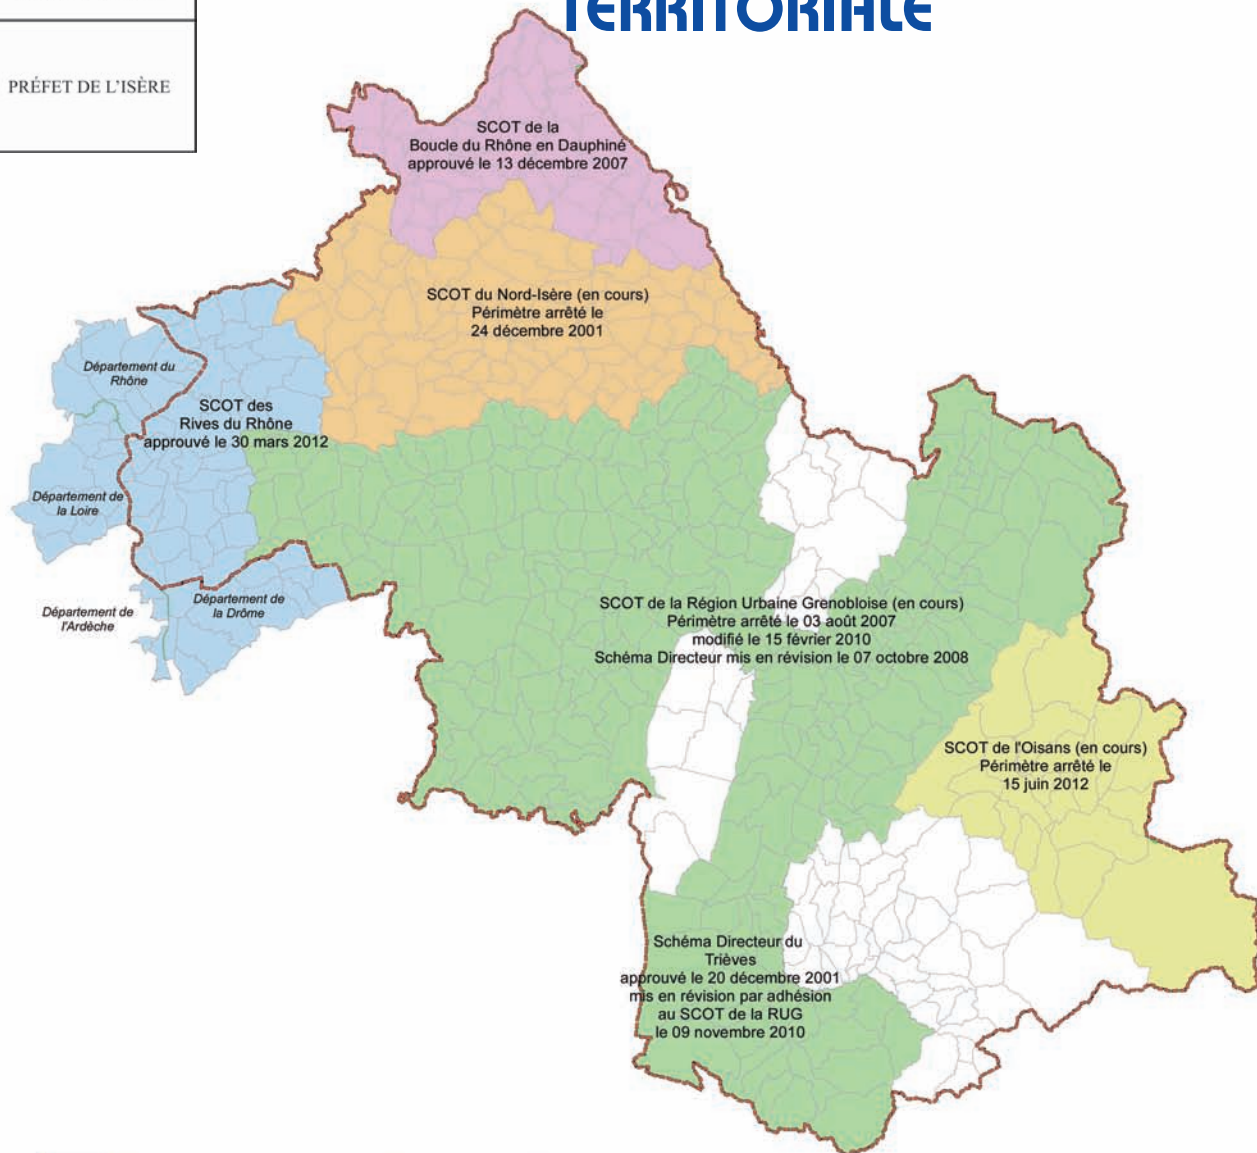 TERRITORIALE
PRÉFET DE L'ISÈRE
SCOT de la
Boucle du Rhône en Dauphiné
approuvé le 13 décembre 2007
SCOT du Nord-Isère (en cours)
Périmètre arrêté le
24 décembre 2001
Département du
Rhône
SCOT des
Rives du Rhône
approuvé le 30 mars 2012
Département de
la Loire
Département de
la Drôme
Département de
l'Ardèche
SCOT de la Région Urbaine Grenobloise (en cours)
Périmètre arrêté le 03 août 2007
modifié le 15 février 2010
Schéma Directeur mis en révision le 07 octobre 2008
SCOT de l'Oisans (en cours)
Périmètre arrêté le
15 juin 2012
Schéma Directeur du
Trièves
approuvé le 20 décembre 2001
mis en révision par adhésion
au SCOT de la RUG
le 09 novembre 2010